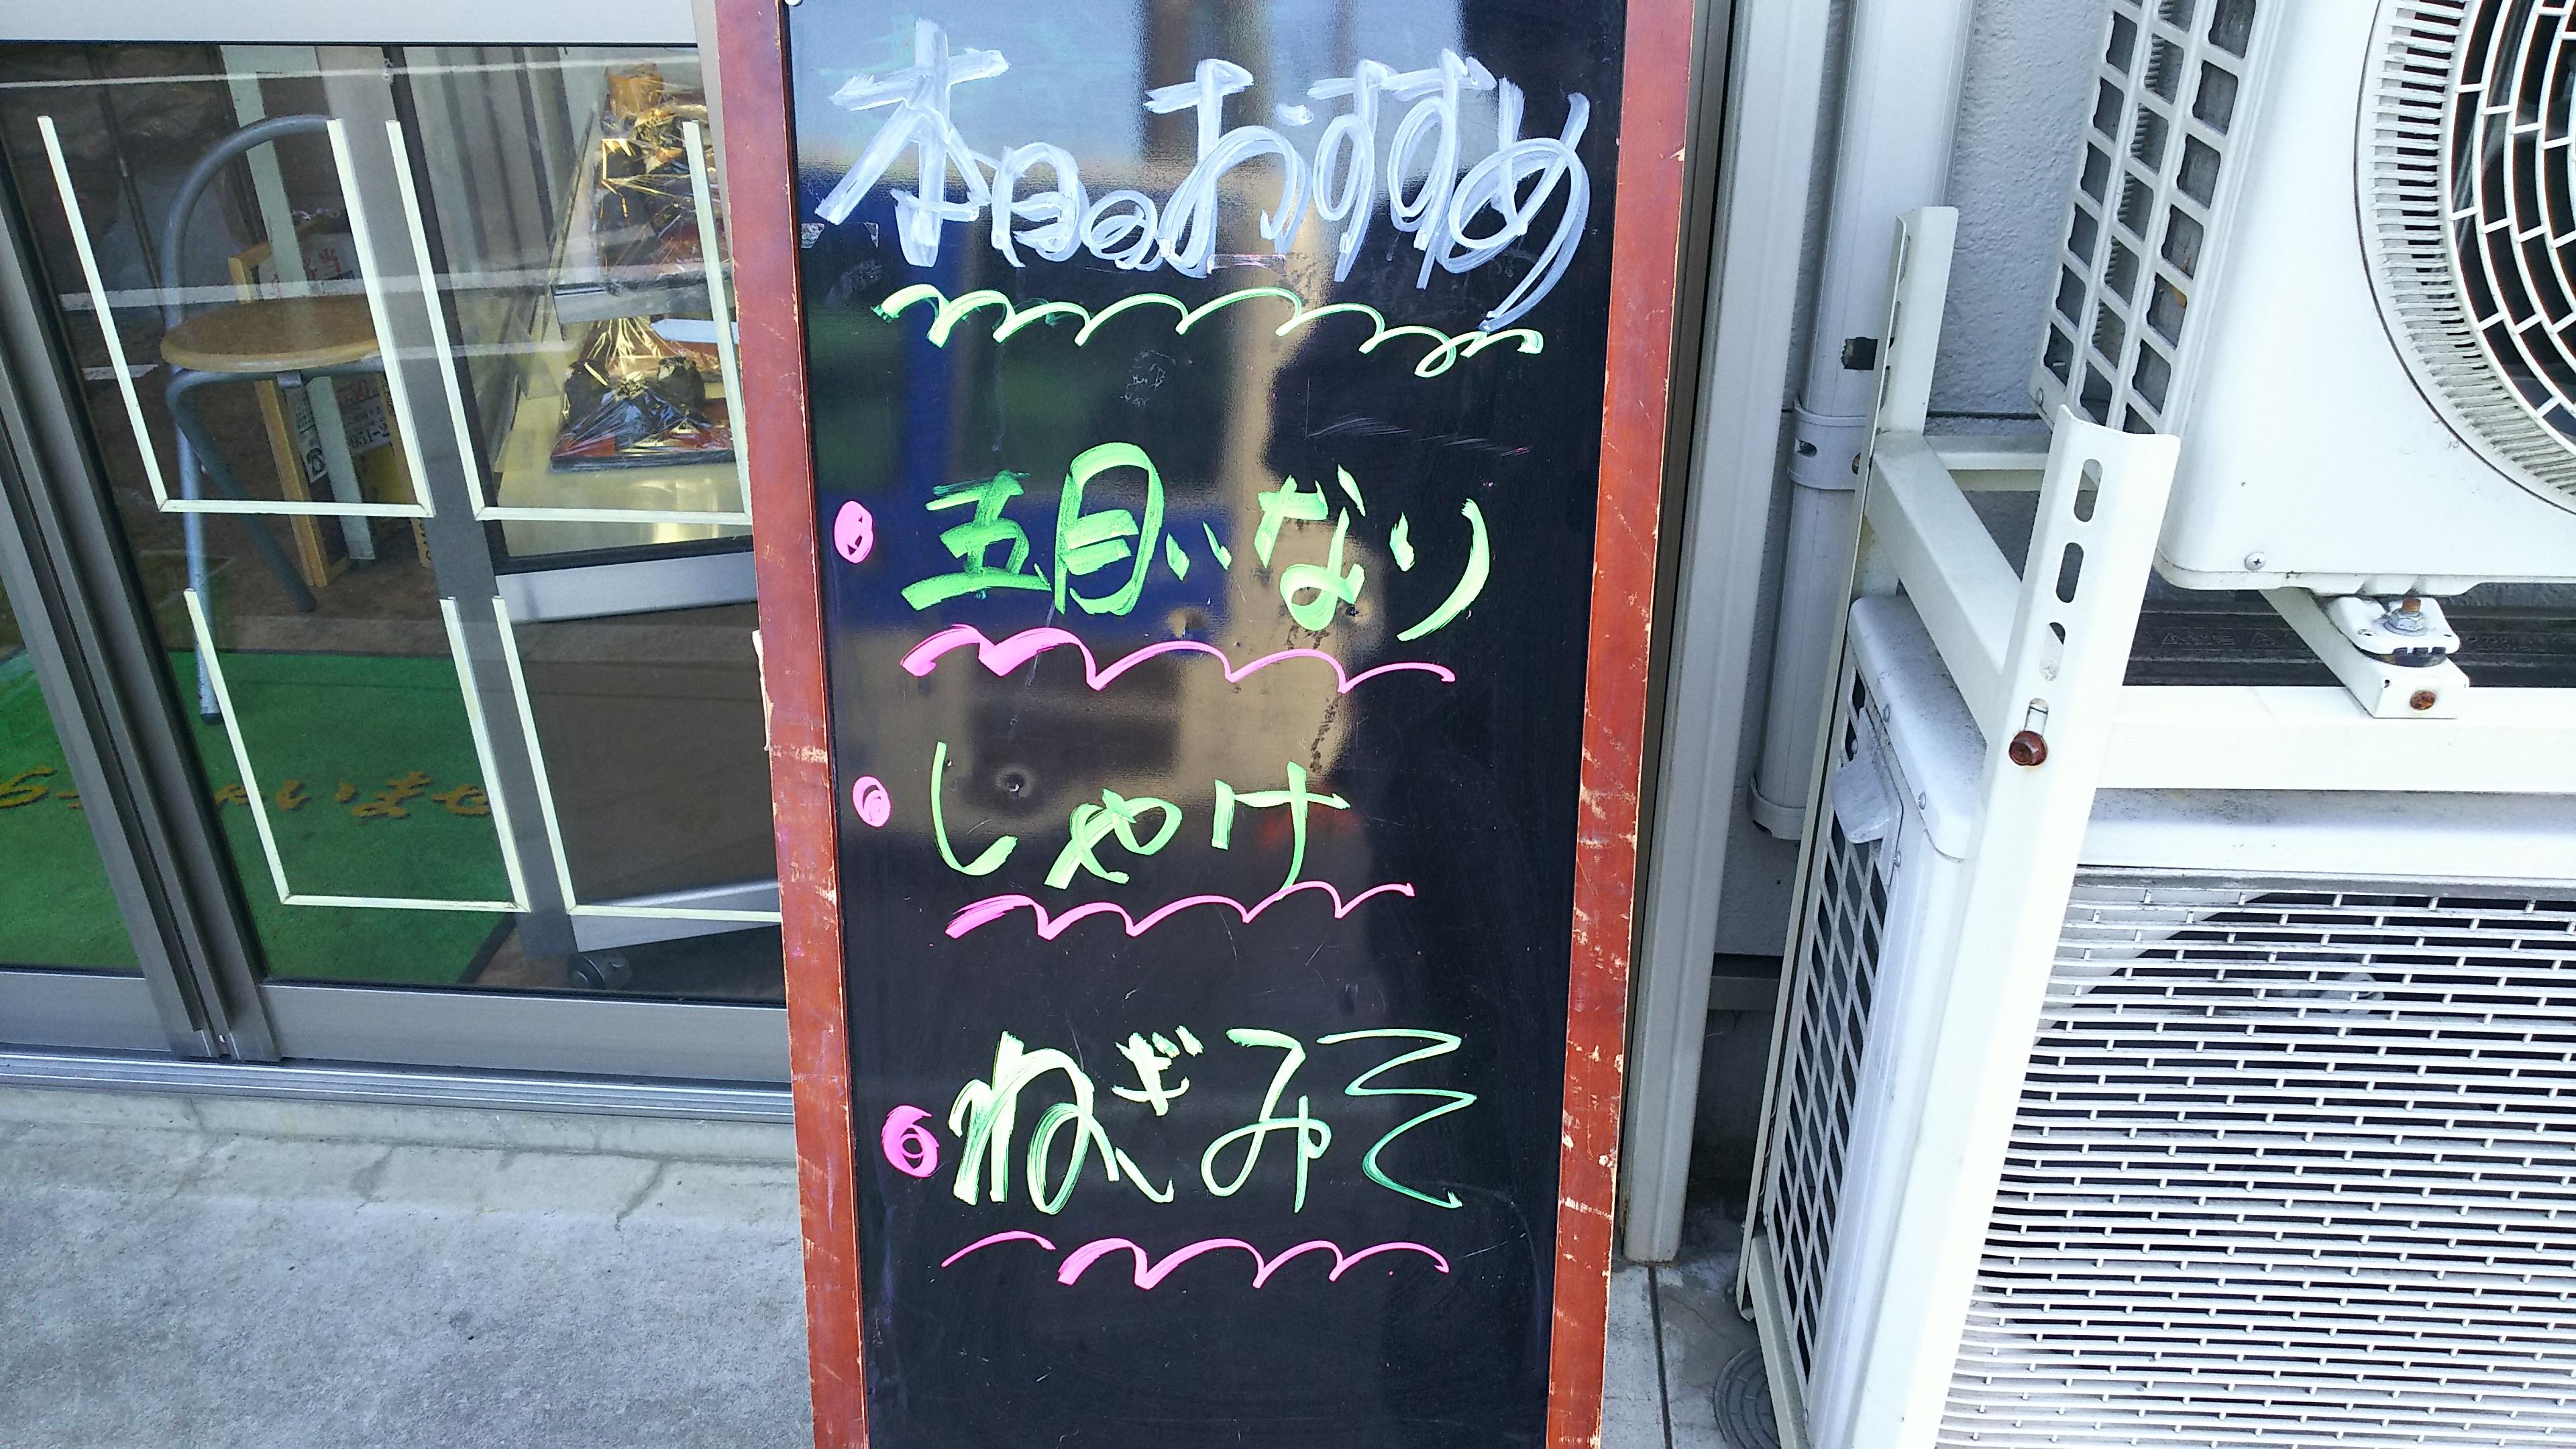 本日のおすすめ
五目いなり
しゃけ
ねぎみそ